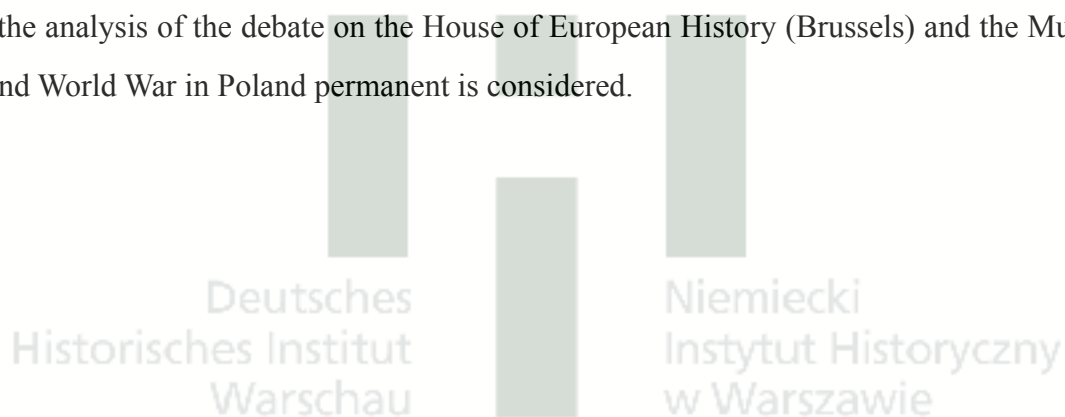 the analysis of the debate on the House of European History (Brussels) and the Mu
nd World War in Poland permanent is considered.
Deutsches
Historisches Institut
Warschau
Niemiecki
Instytut Historyczny
w Warszawie